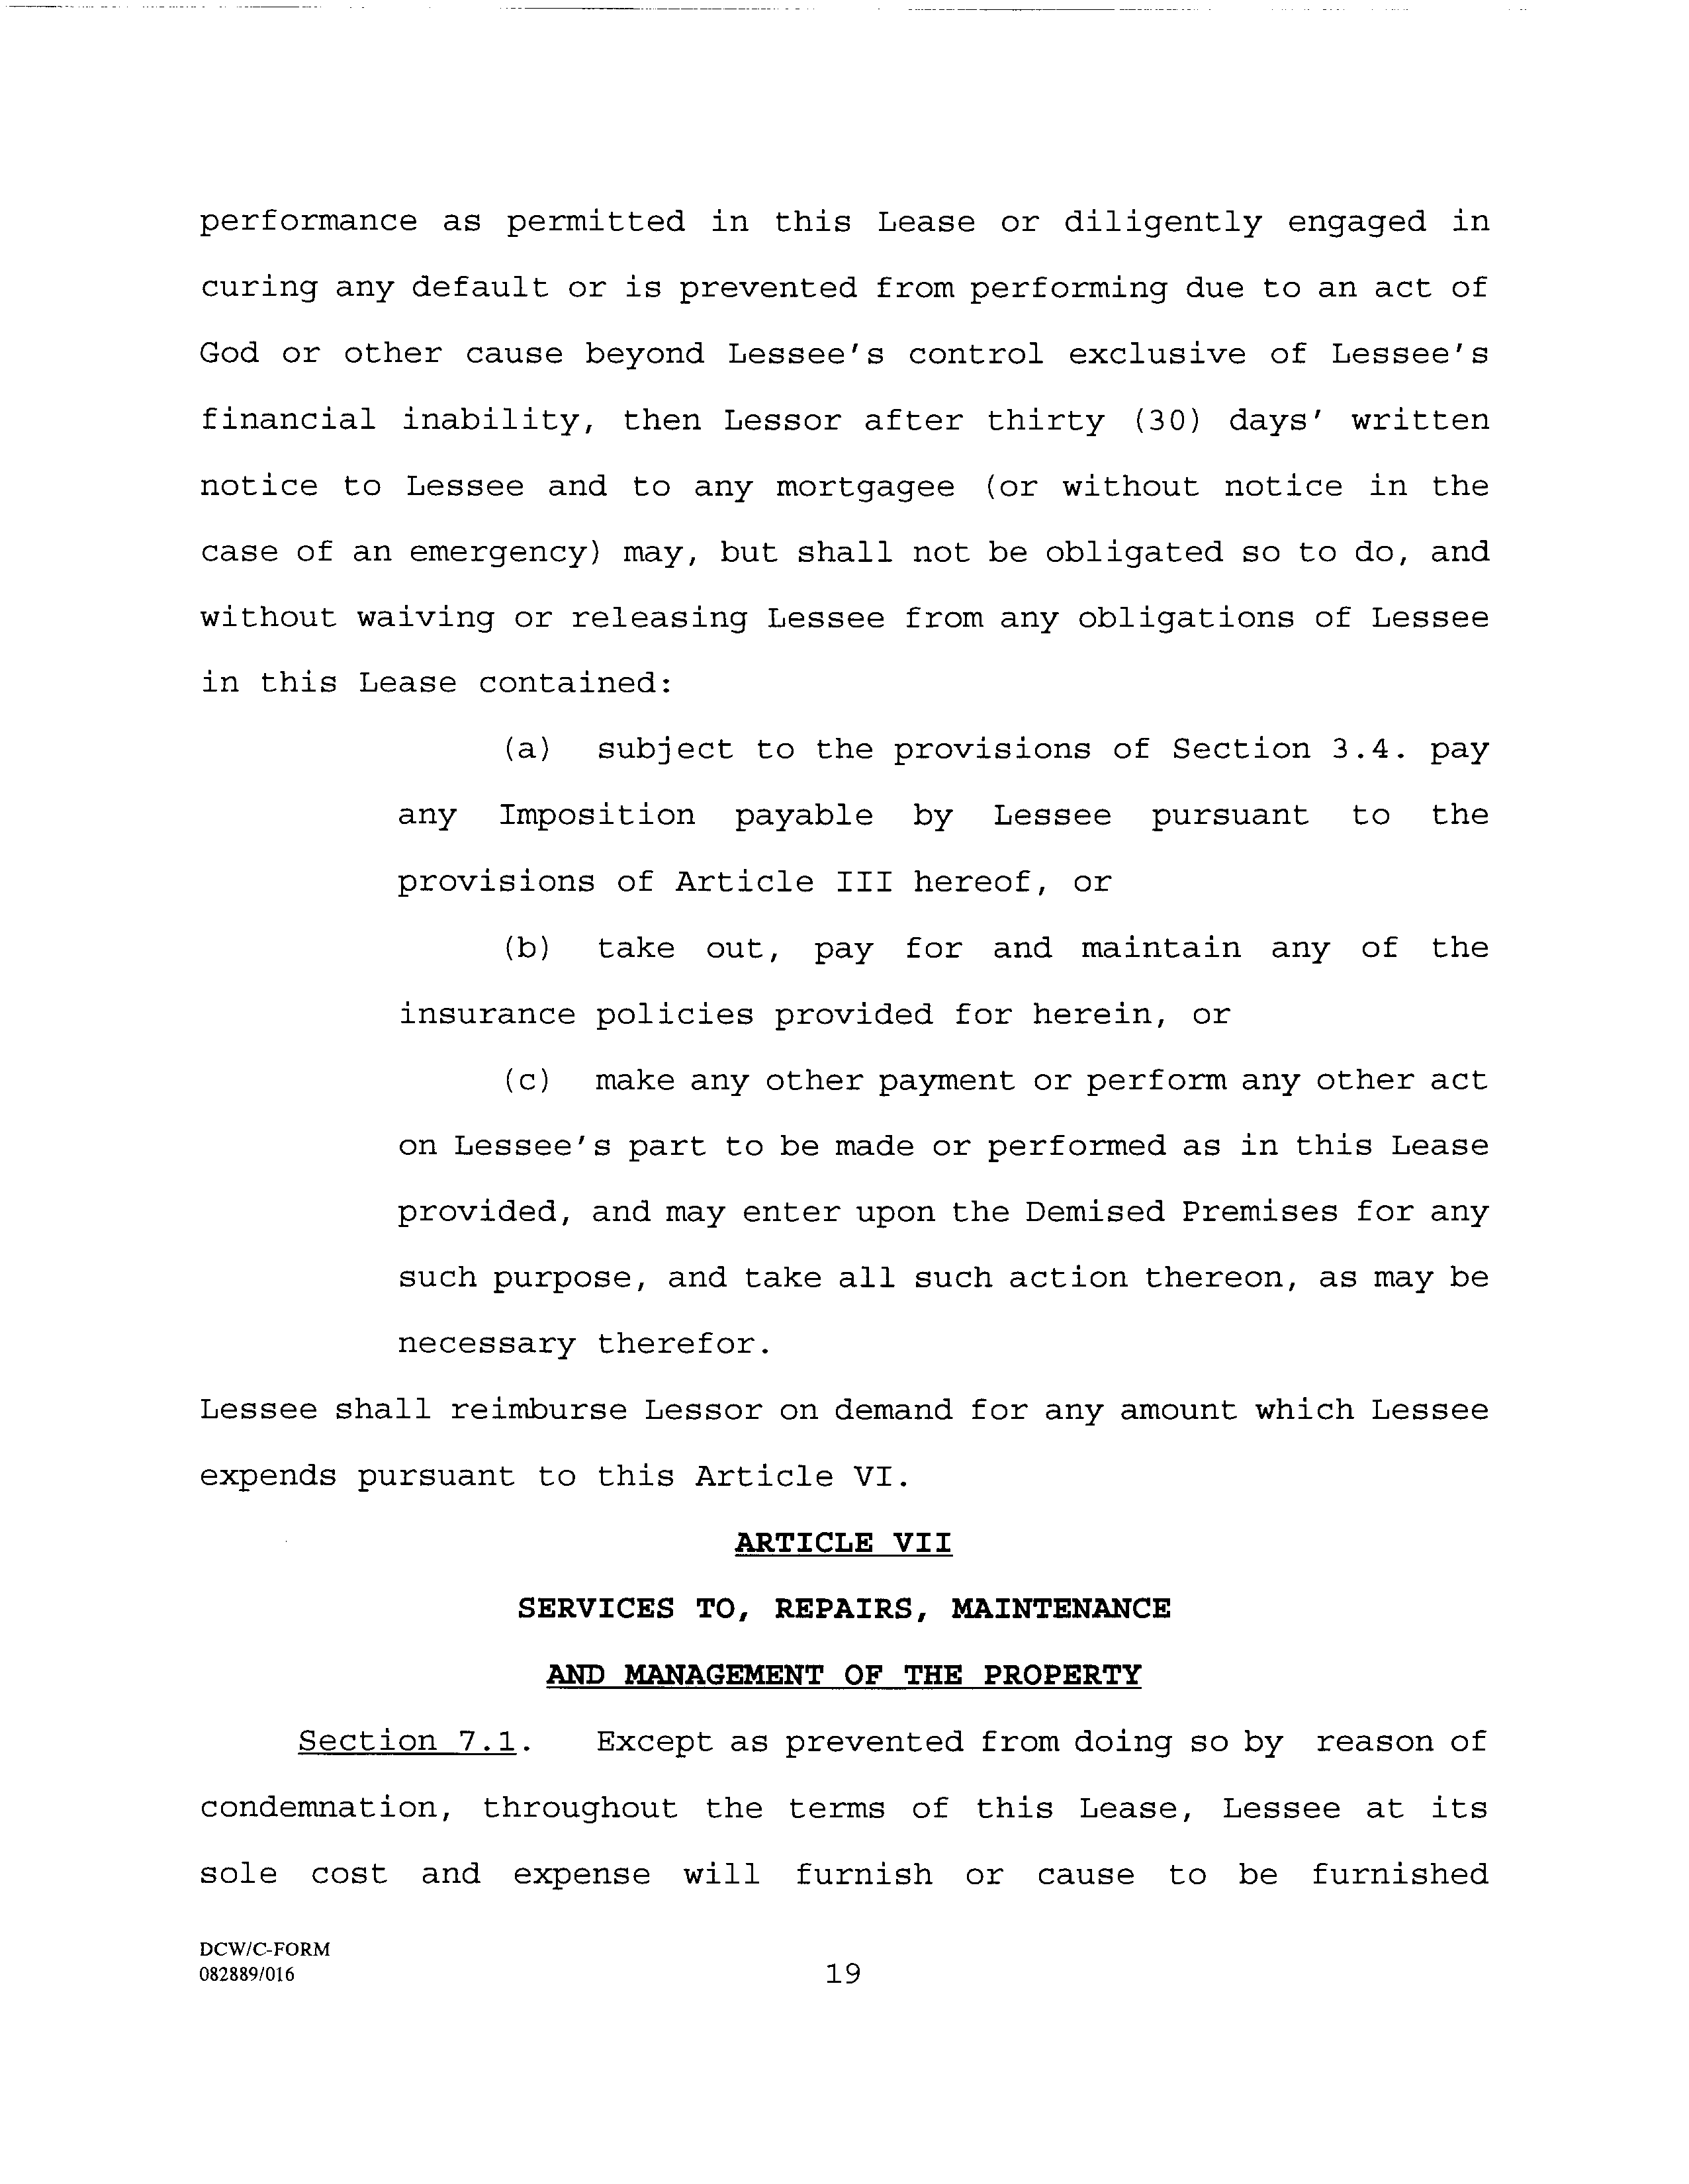 performance as permitted in this Lease or diligently engaged in
curing any default or is prevented from performing due to an act of
God or other cause beyond Lessee's control exclusive of Lessee's
financial inability, then Lessor after thirty (30) days' written
notice to Lessee and to any mortgagee (or without notice in the
case of an emergency) may, but shall not be obligated so to do, and
without waiving or releasing Lessee from any obligations of Lessee
in this Lease contained:
(a) subject to the provisions of Section 3.4. pay
any Imposition payable by Lessee pursuant to the
provisions of Article III hereof, or
(b) take out, pay for and maintain any of the
insurance policies provided for herein, or
(c) make any other payment or perform any other act
on Lessee's part to be made or performed as in this Lease
provided, and may enter upon the Demised Premises for any
such purpose, and take all such action thereon, as may be
necessary therefor.
Lessee shall reimburse Lessor on demand for any amount which Lessee
expends pursuant to this Article VI.
ARTICLE VII
SERVICES TO, REPAIRS, MAINTENANCE
AND MANAGEMENT OF THE PROPERTY
Section 7.1. Except as prevented from doing so by reason of
condemnation, throughout the terms of this Lease, Lessee at its
sole cost and expense will furnish or cause to be furnished
DCW/C-FORM
082889/016
19